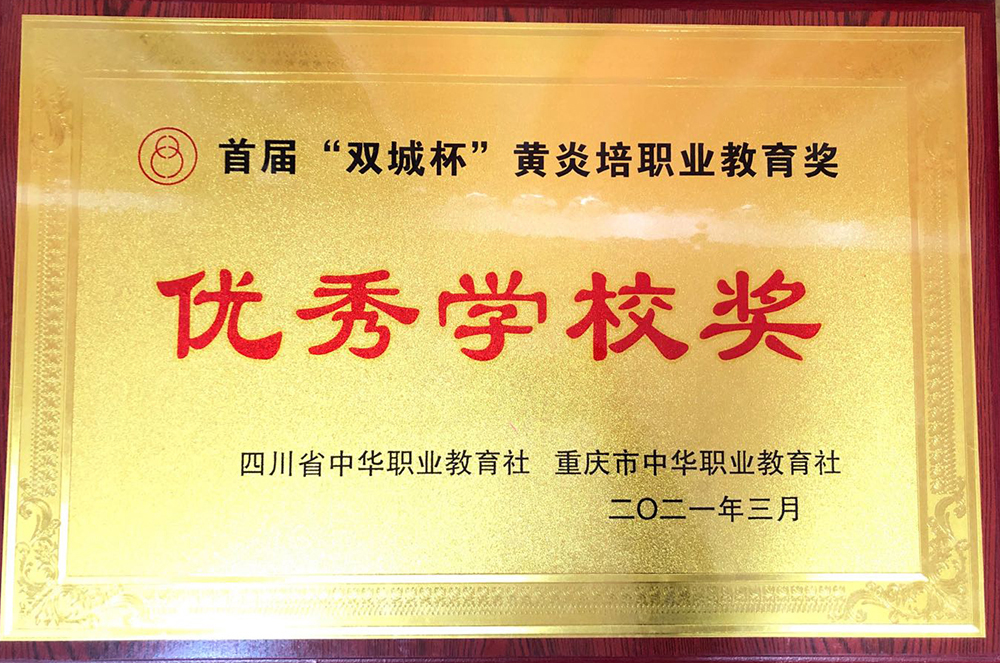 首届“双城杯”黄炎培职业教育奖
优秀学校奖
四川省中华职业教育社 重庆市中华职业教育社
二〇二一年三月